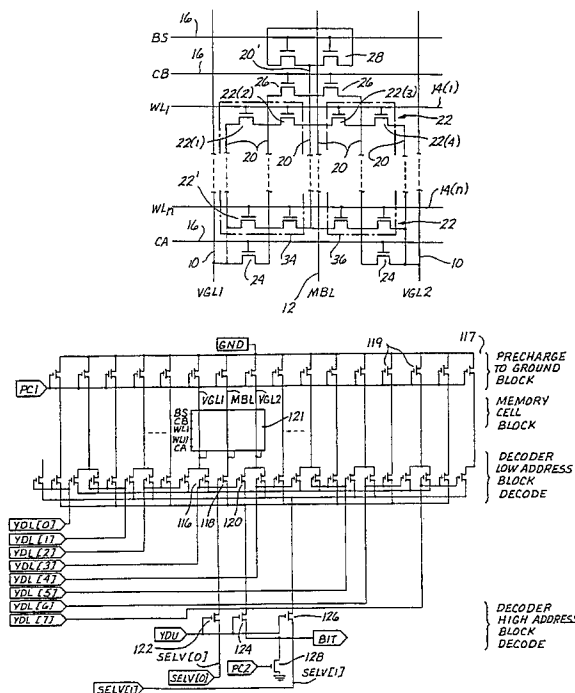 16
BS
16
20'
28
CB
26
26
22(2)
22(3)
14(1)
WL1
22
22(1)
20
20
20
20
22(4)
22'
14(n)
WLn
22
CA
16
34
36
10
24
24
10
VGL1
12
MBL
VGL2
GND
119
117
PRECHARGE
TO GROUND
BLOCK
PC1
VGL1
MBL
VGL2
MEMORY
CELL
BLOCK
BS
CB
WL1
CA
121
DECODER
LOW ADDRESS
BLOCK
DECODE
116
118
120
YDL[0]
YDL[1]
YDL[2]
YDL[3]
YDL[4]
YDL[5]
YDL[6]
YDL[7]
126
YDU
BIT
122
124
DECODER
HIGH ADDRESS
BLOCK
DECODE
SELV[0]
PC2
128
SELV[0]
SELV[1]
SELV[1]